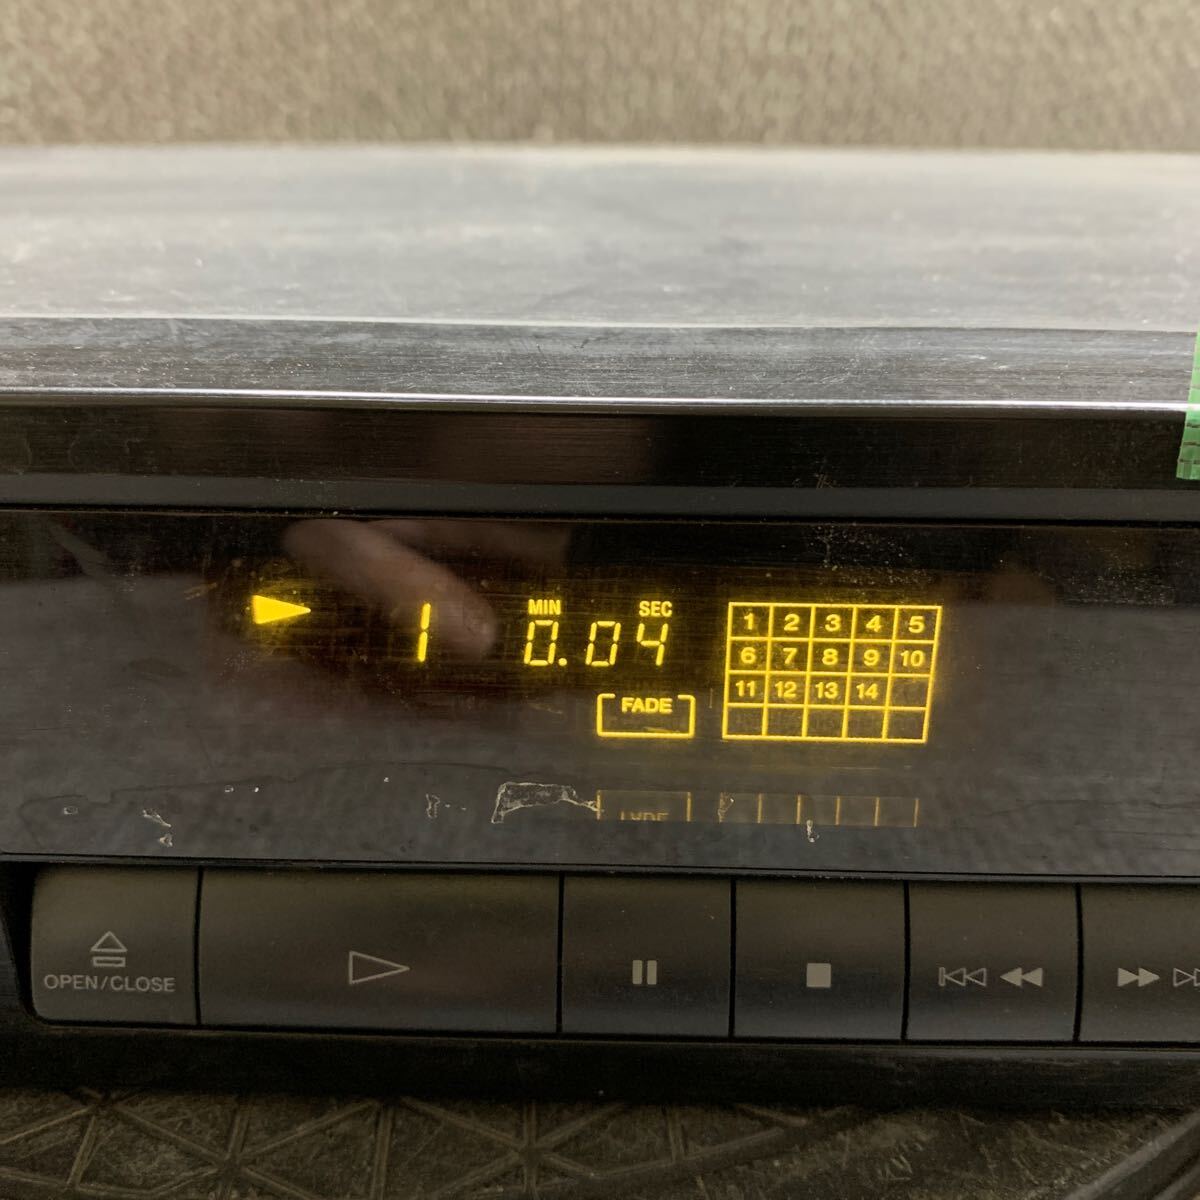 MIN SEC
1 0.04
FADE
1 2 3 4 5
6 7 8 9 10
11 12 13 14
OPEN/CLOSE